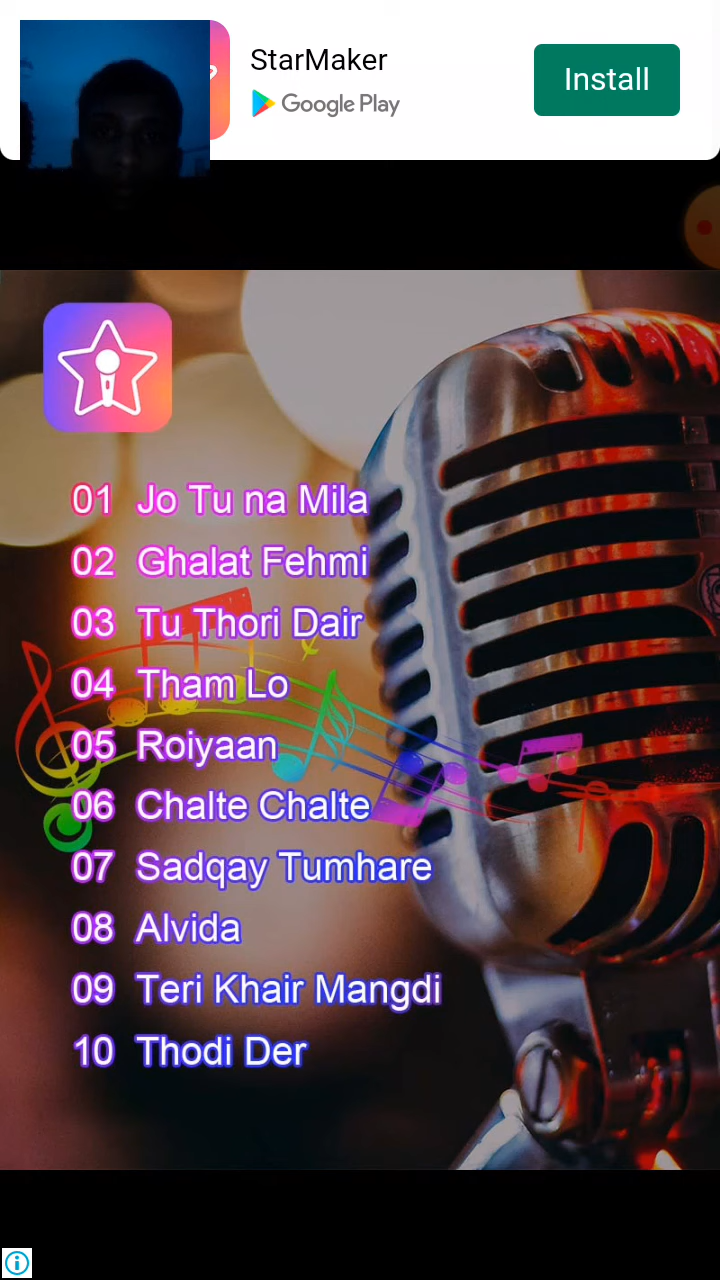 StarMaker
Google Play
Install
01 Jo Tu na Mila
02 Ghalat Fehmi
03 Tu Thori Dair
04 Tham Lo
05 Roiyaan
06 Chalte Chalte
07 Sadqay Tumhare
08 Alvida
09 Teri Khair Mangdi
10 Thodi Der